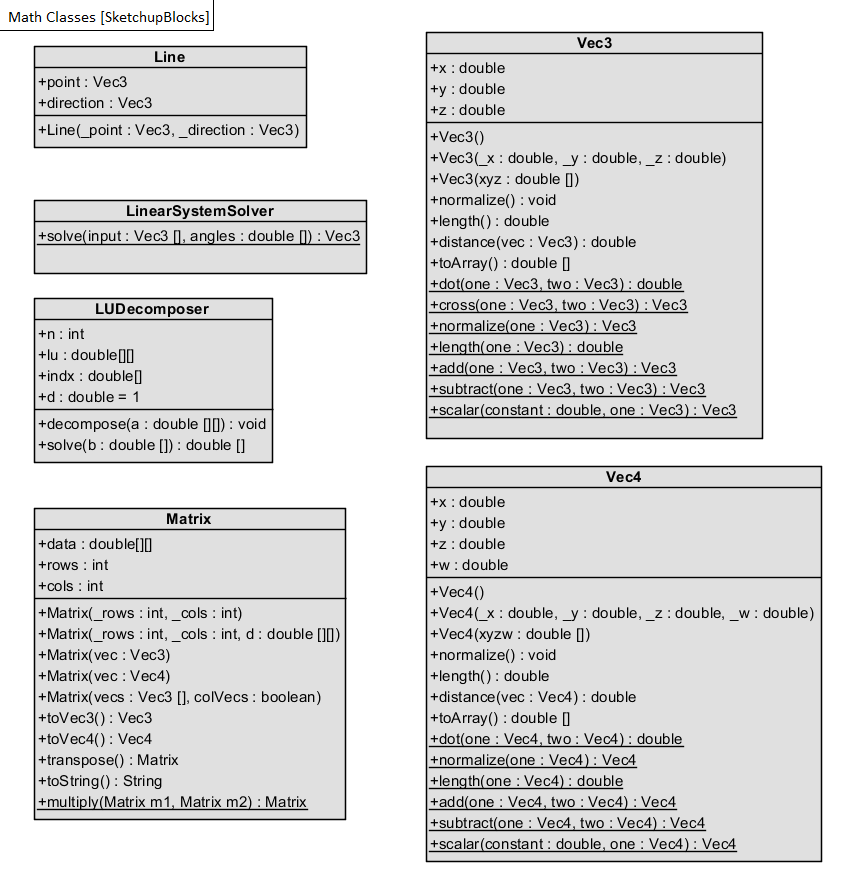 Math Classes [SketchupBlocks]
Line
+point : Vec3
+direction : Vec3
+Line(_point : Vec3, _direction : Vec3)
LinearSystemSolver
+solve(input : Vec3 [], angles : double []) : Vec3
LUDecomposer
+n : int
+lu : double[][]
+indx : double[]
+d : double = 1
+decompose(a : double [][]) : void
+solve(b : double []) : double []
Matrix
+data : double[][]
+rows : int
+cols : int
+Matrix(_rows : int, _cols : int)
+Matrix(_rows : int, _cols : int, d : double [][])
+Matrix(vec : Vec3)
+Matrix(vec : Vec4)
+Matrix(vecs : Vec3 [], colVecs : boolean)
+toVec3() : Vec3
+toVec4() : Vec4
+transpose() : Matrix
+toString() : String
+multiply(Matrix m1, Matrix m2) : Matrix
Vec3
+x : double
+y : double
+z : double
+Vec3()
+Vec3(_x : double, _y : double, _z : double)
+Vec3(xyz : double [])
+normalize() : void
+length() : double
+distance(vec : Vec3) : double
+toArray() : double []
+dot(one : Vec3, two : Vec3) : double
+cross(one : Vec3, two : Vec3) : Vec3
+normalize(one : Vec3) : Vec3
+length(one : Vec3) : double
+add(one : Vec3, two : Vec3) : Vec3
+subtract(one : Vec3, two : Vec3) : Vec3
+scalar(constant : double, one : Vec3) : Vec3
Vec4
+x : double
+y : double
+z : double
+w : double
+Vec4()
+Vec4(_x : double, _y : double, _z : double, _w : double)
+Vec4(xyzw : double [])
+normalize() : void
+length() : double
+distance(vec : Vec4) : double
+toArray() : double []
+dot(one : Vec4, two : Vec4) : double
+normalize(one : Vec4) : Vec4
+length(one : Vec4) : double
+add(one : Vec4, two : Vec4) : Vec4
+subtract(one : Vec4, two : Vec4) : Vec4
+scalar(constant : double, one : Vec4) : Vec4